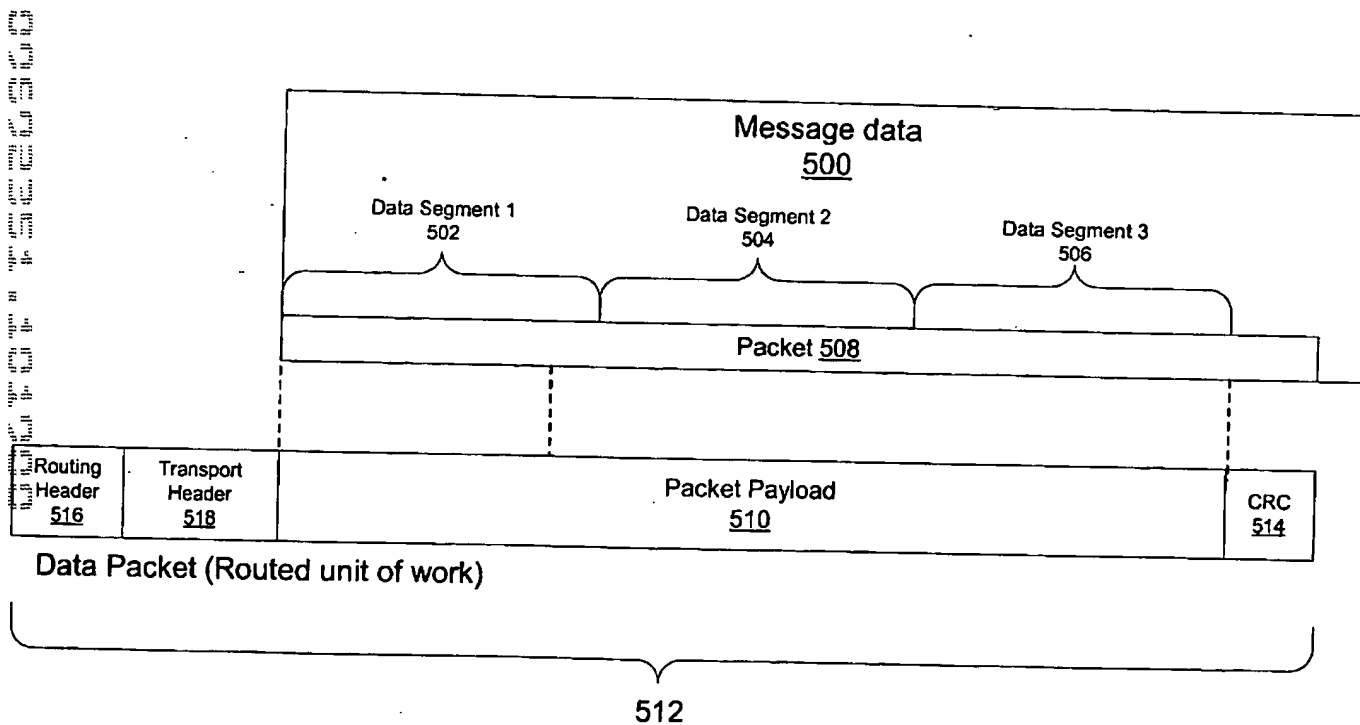 Message data
500
Data Segment 1
502
Data Segment 2
504
Data Segment 3
506
Packet 508
Routing
Header
516
Transport
Header
518
Packet Payload
510
CRC
514
Data Packet (Routed unit of work)
512